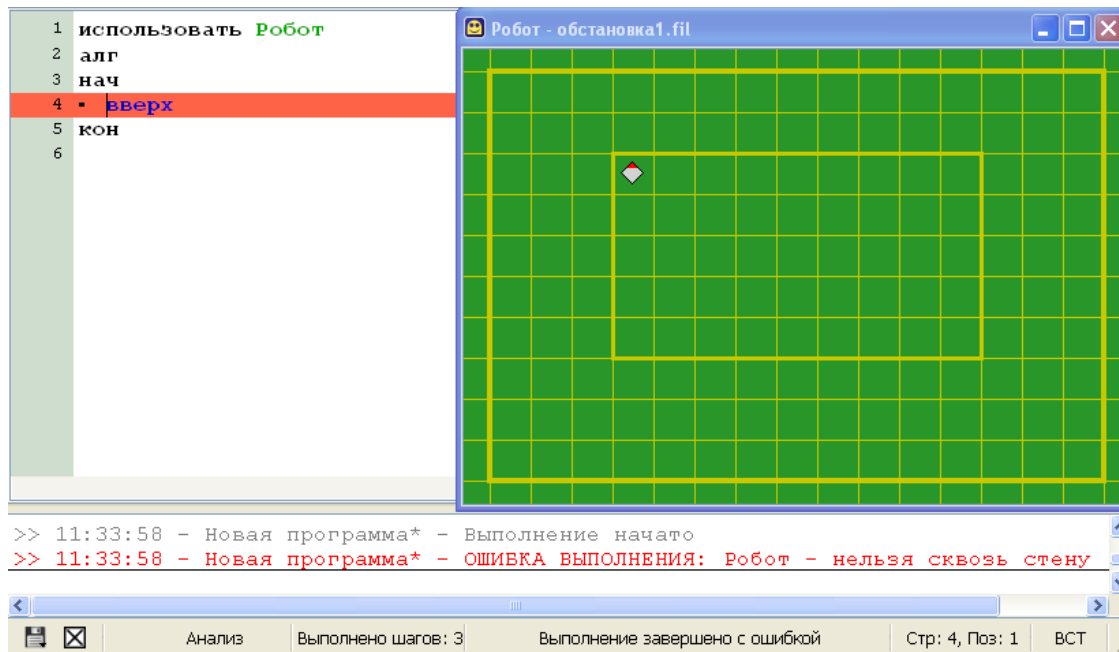 1 использовать Робот
2 алг
3 нач
4 ▪ вверх
5 кон
6
Робот - обстановка1.fil
>> 11:33:58 - Новая программа* - Выполнение начато
>> 11:33:58 - Новая программа* - ОШИБКА ВЫПОЛНЕНИЯ: Робот - нельзя сквозь стену
Анализ Выполнено шагов: 3 Выполнение завершено с ошибкой Стр: 4, Поз: 1 ВСТ